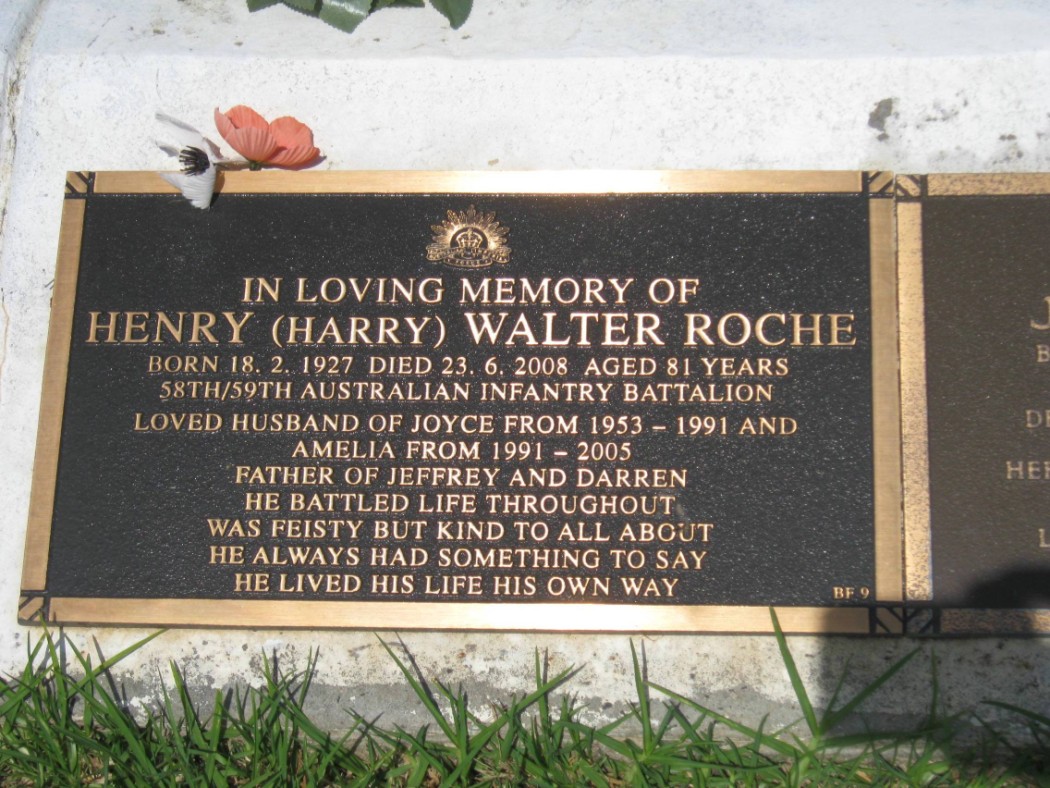 IN LOVING MEMORY OF
HENRY (HARRY) WALTER ROCHE
BORN 18. 2. 1927 DIED 23. 6. 2008 AGED 81 YEARS
58TH/59TH AUSTRALIAN INFANTRY BATTALION
LOVED HUSBAND OF JOYCE FROM 1953 – 1991 AND
AMELIA FROM 1991 – 2005
FATHER OF JEFFREY AND DARREN
HE BATTLED LIFE THROUGHOUT
WAS FEISTY BUT KIND TO ALL ABOUT
HE ALWAYS HAD SOMETHING TO SAY
HE LIVED HIS LIFE HIS OWN WAY
BF 9